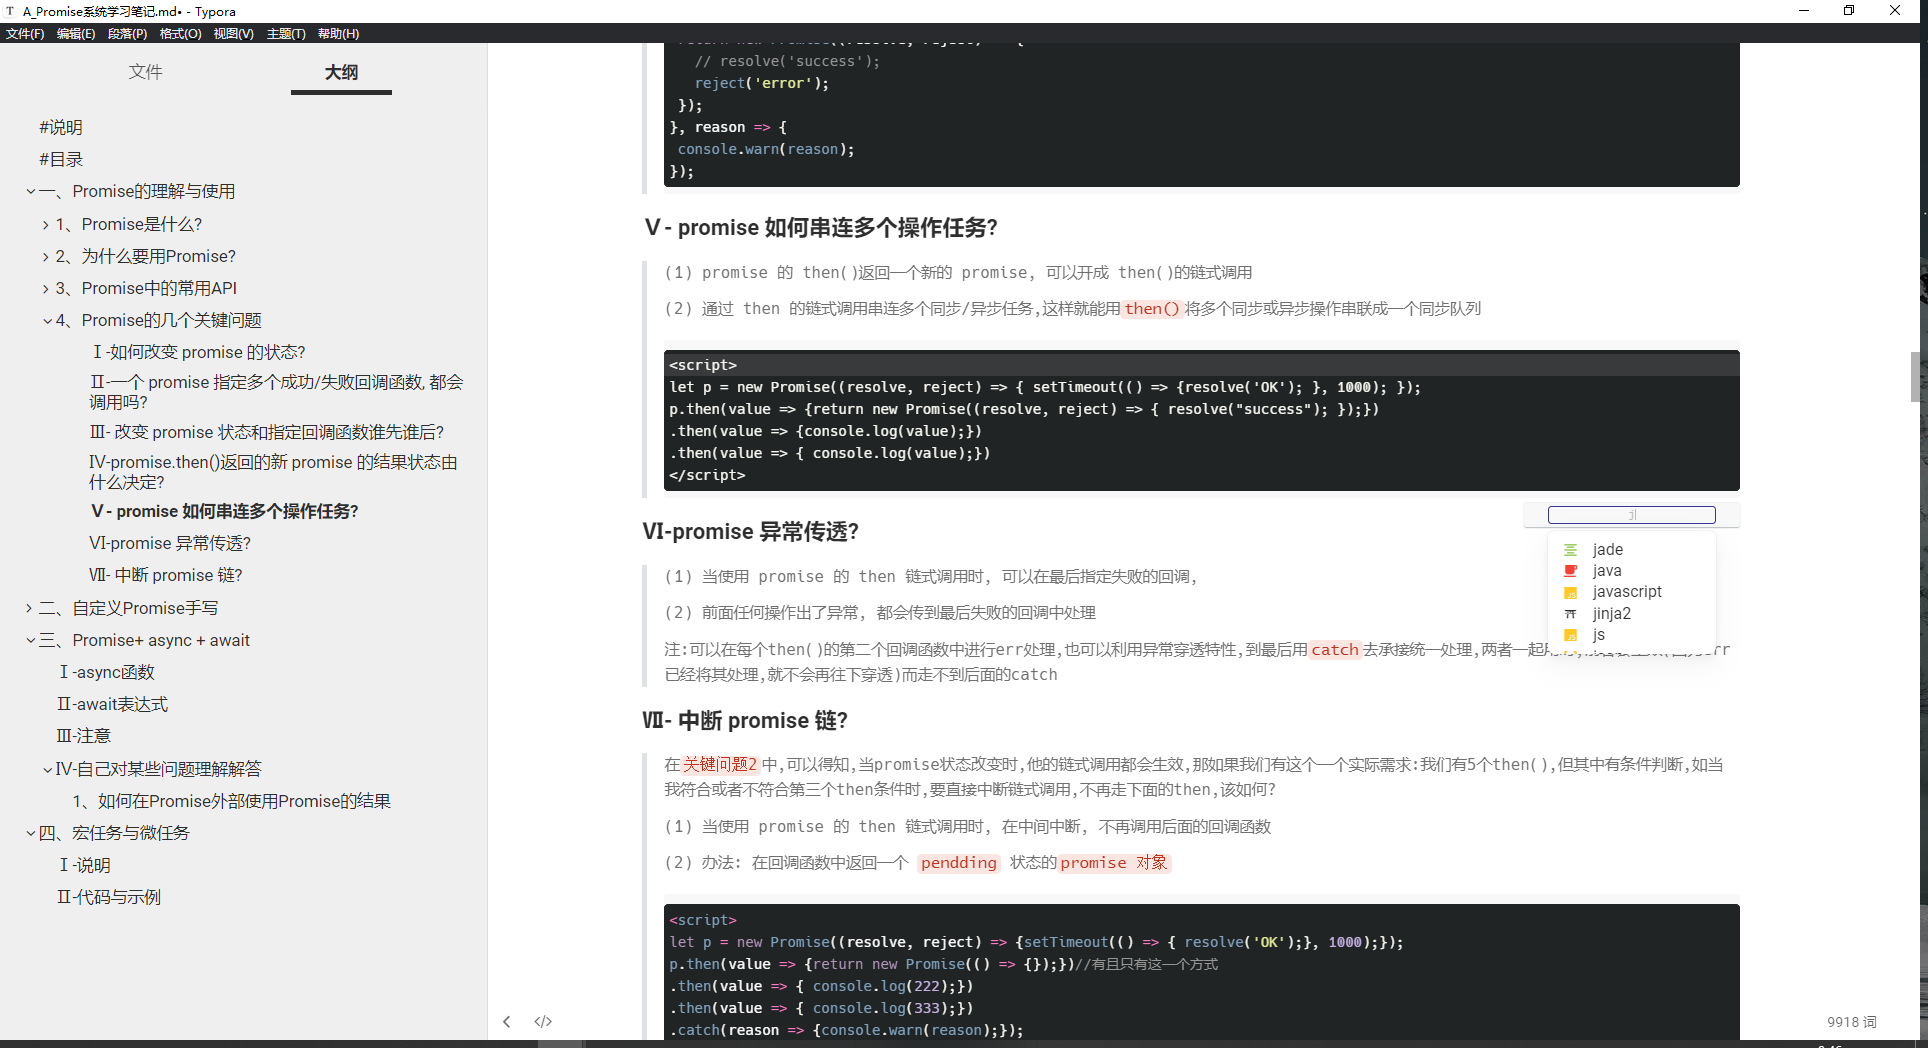 A_Promise系统学习笔记.md• - Typora
文件(F) 编辑(E) 段落(P) 格式(O) 视图(V) 主题(T) 帮助(H)
文件 大纲
#说明
#目录
一、Promise的理解与使用
1、Promise是什么?
2、为什么要用Promise?
3、Promise中的常用API
4、Promise的几个关键问题
Ⅰ-如何改变 promise 的状态?
Ⅱ-一个 promise 指定多个成功/失败回调函数, 都会
调用吗?
Ⅲ- 改变 promise 状态和指定回调函数谁先谁后?
Ⅳ-promise.then()返回的新 promise 的结果状态由
什么决定?
Ⅴ- promise 如何串连多个操作任务?
Ⅵ-promise 异常传透?
Ⅶ- 中断 promise 链?
二、自定义Promise手写
三、Promise+ async + await
Ⅰ-async函数
Ⅱ-await表达式
Ⅲ-注意
Ⅳ-自己对某些问题理解解答
1、如何在Promise外部使用Promise的结果
四、宏任务与微任务
Ⅰ-说明
Ⅱ-代码与示例
// resolve('success');
reject('error');
});
}, reason => {
console.warn(reason);
});
Ⅴ- promise 如何串连多个操作任务?
(1) promise 的 then()返回一个新的 promise, 可以开成 then()的链式调用
(2) 通过 then 的链式调用串连多个同步/异步任务,这样就能用then()将多个同步或异步操作串联成一个同步队列
<script>
let p = new Promise((resolve, reject) => { setTimeout(() => {resolve('OK'); }, 1000); });
p.then(value => {return new Promise((resolve, reject) => { resolve("success"); });})
.then(value => {console.log(value);})
.then(value => { console.log(value);})
</script>
jade
java
javascript
jinja2
js
Ⅵ-promise 异常传透?
(1) 当使用 promise 的 then 链式调用时, 可以在最后指定失败的回调,
(2) 前面任何操作出了异常, 都会传到最后失败的回调中处理
注:可以在每个then()的第二个回调函数中进行err处理,也可以利用异常穿透特性,到最后用catch去承接统一处理,两者一起
已经将其处理,就不会再往下穿透)而走不到后面的catch
Ⅶ- 中断 promise 链?
在关键问题2中,可以得知,当promise状态改变时,他的链式调用都会生效,那如果我们有这个一个实际需求:我们有5个then(),但其中有条件判断,如当
我符合或者不符合第三个then条件时,要直接中断链式调用,不再走下面的then,该如何?
(1) 当使用 promise 的 then 链式调用时, 在中间中断, 不再调用后面的回调函数
(2) 办法: 在回调函数中返回一个 pendding 状态的promise 对象
<script>
let p = new Promise((resolve, reject) => {setTimeout(() => { resolve('OK');}, 1000);});
p.then(value => {return new Promise(() => {});})//有且只有这一个方式
.then(value => { console.log(222);})
.then(value => { console.log(333);})
.catch(reason => {console.warn(reason);});
9918 词